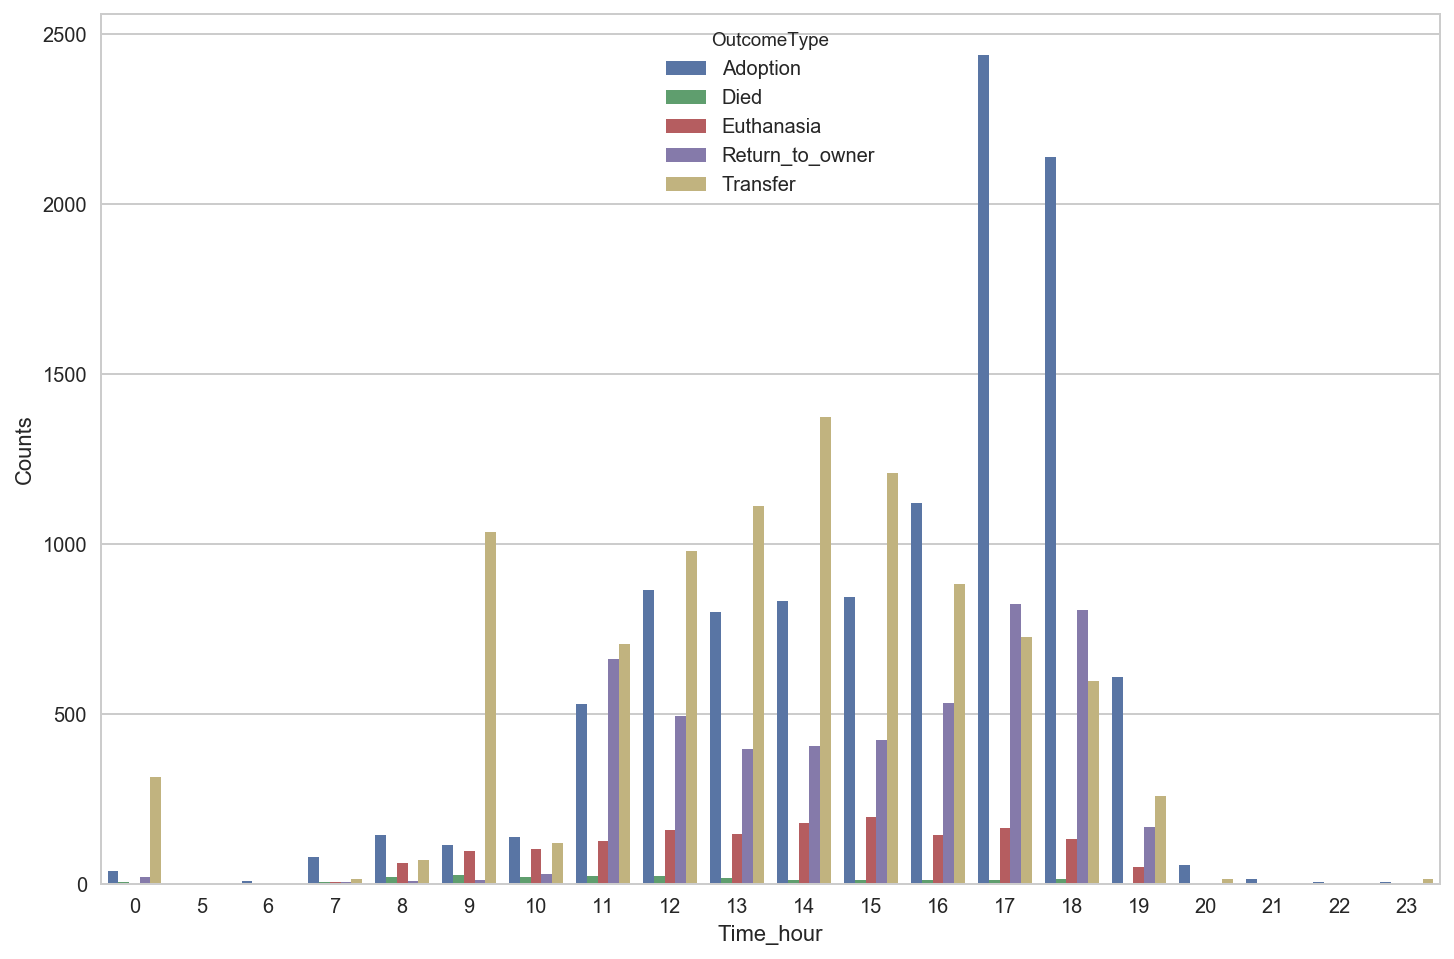 OutcomeType
Adoption
Died
Euthanasia
Return_to_owner
Transfer
2500
2000
1500
1000
500
0
Counts
0 5 6 7 8 9 10 11 12 13 14 15 16 17 18 19 20 21 22 23
Time_hour